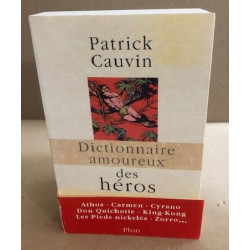 Patrick
Cauvin
Dictionnaire
amoureux
des
héros
Athos - Carmen - Cyrano
Don Quichotte - King-Kong
Les Pieds nickelés - Zorro...
Plon